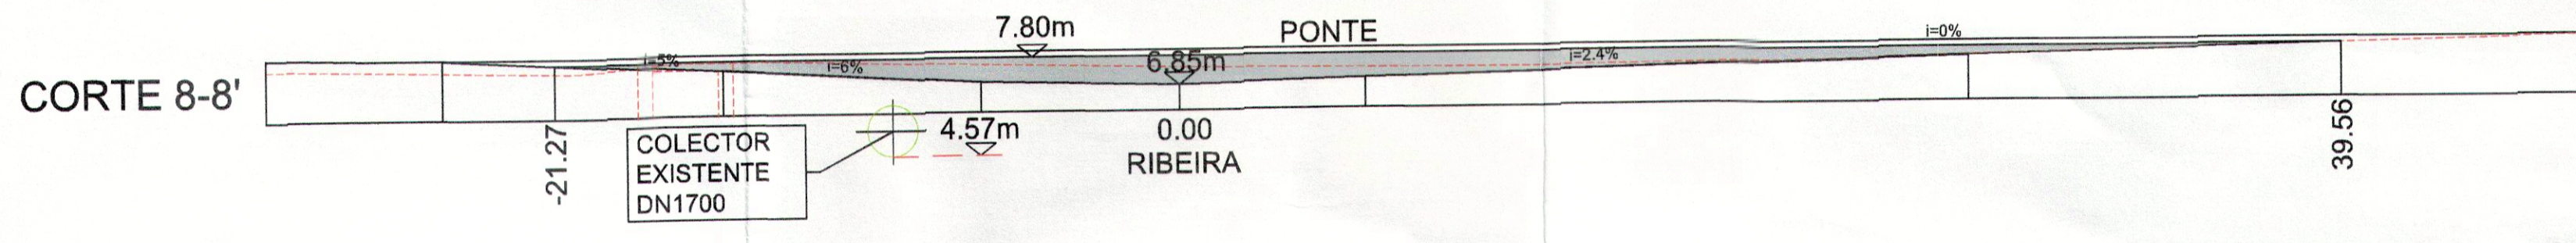 7.80m
PONTE
i=0%
i=5%
i=6%
6.85m
i=2.4%
CORTE 8-8'
-21.27
COLECTOR
EXISTENTE
DN1700
4.57m
0.00
RIBEIRA
39.56